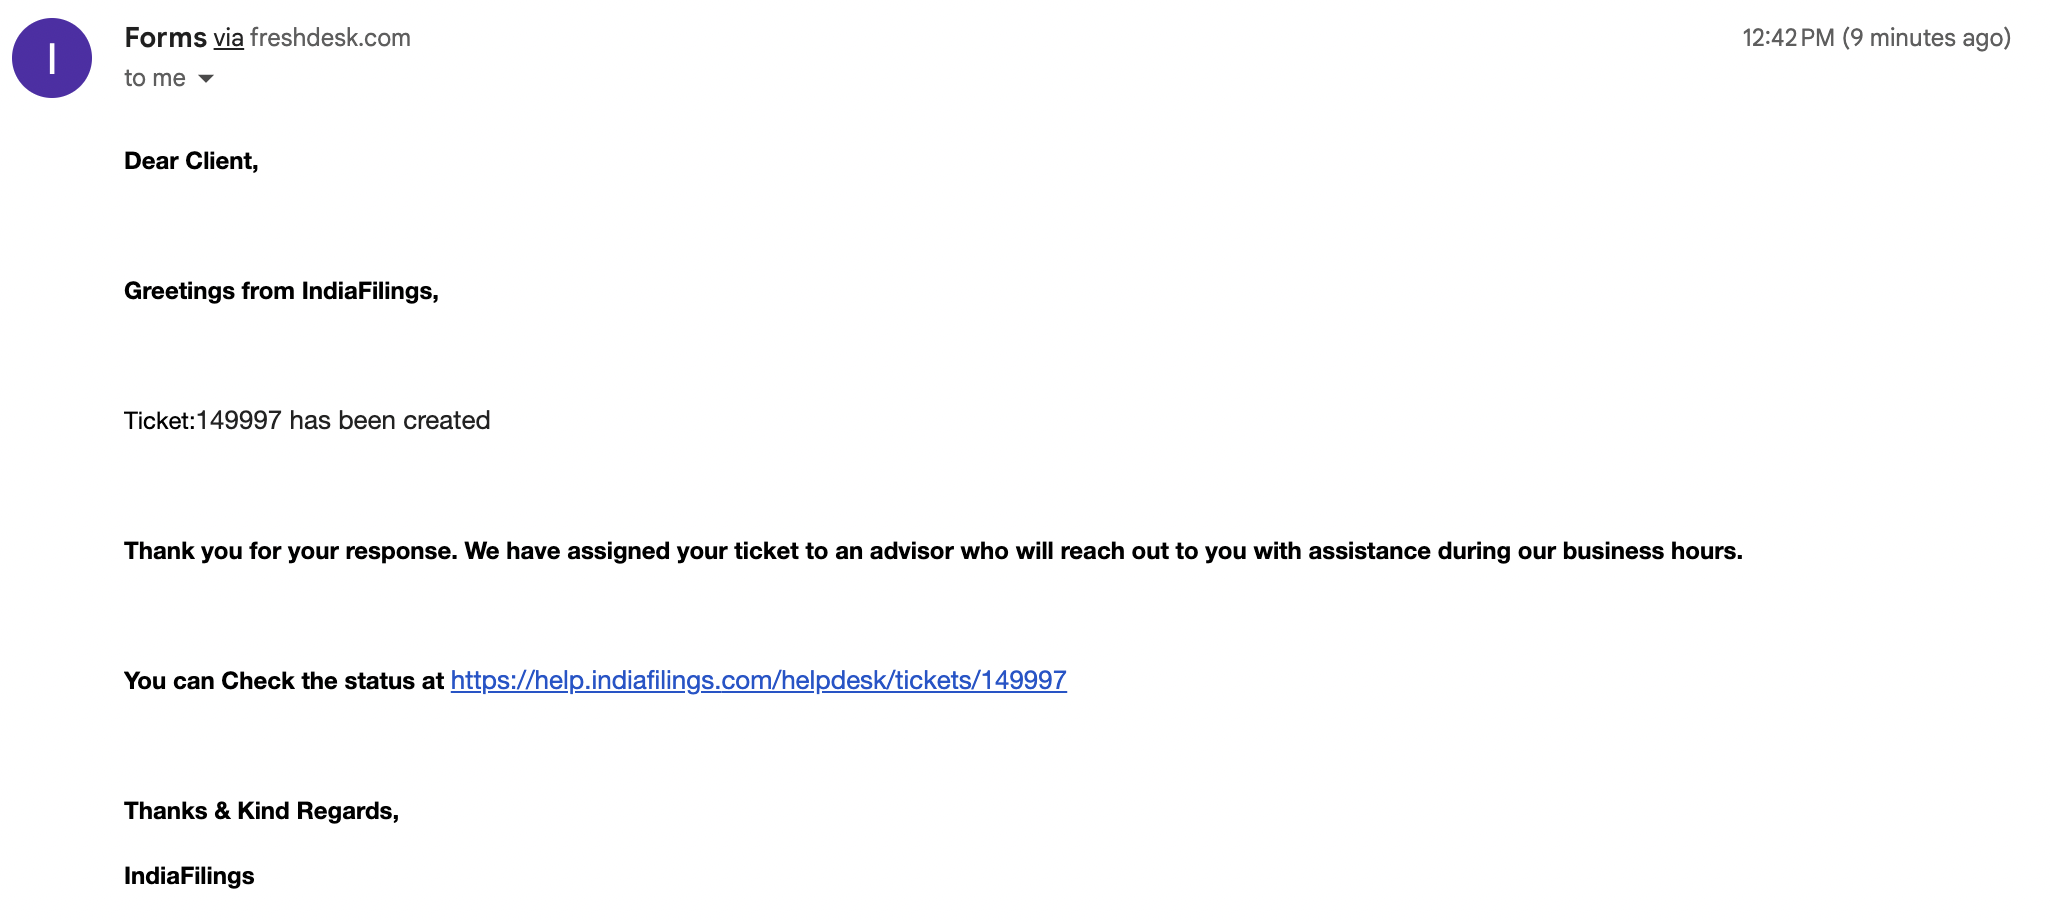 I
Forms via freshdesk.com
12:42 PM (9 minutes ago)
to me
Dear Client,
Greetings from IndiaFilings,
Ticket:149997 has been created
Thank you for your response. We have assigned your ticket to an advisor who will reach out to you with assistance during our business hours.
You can Check the status at https://help.indiafilings.com/helpdesk/tickets/149997
Thanks & Kind Regards,
IndiaFilings